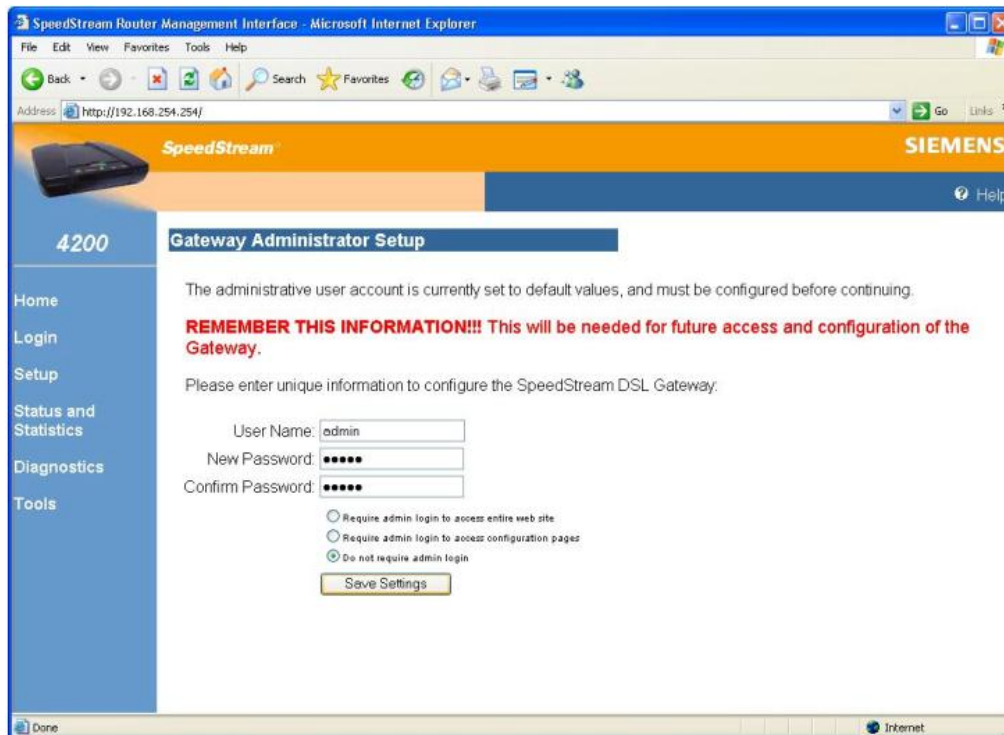 SpeedStream Router Management Interface - Microsoft Internet Explorer
File Edit View Favorites Tools Help
Back Search Favorites
Address http://192.168.254.254/ Go Links
SpeedStream SIEMENS
Help
4200
Gateway Administrator Setup
The administrative user account is currently set to default values, and must be configured before continuing.
Home
REMEMBER THIS INFORMATION!!! This will be needed for future access and configuration of the
Gateway.
Login
Setup
Please enter unique information to configure the SpeedStream DSL Gateway:
Status and
Statistics
User Name: admin
New Password: •••••
Diagnostics
Confirm Password: •••••
Tools
Require admin login to access entire web site
Require admin login to access configuration pages
Do not require admin login
Save Settings
Done Internet